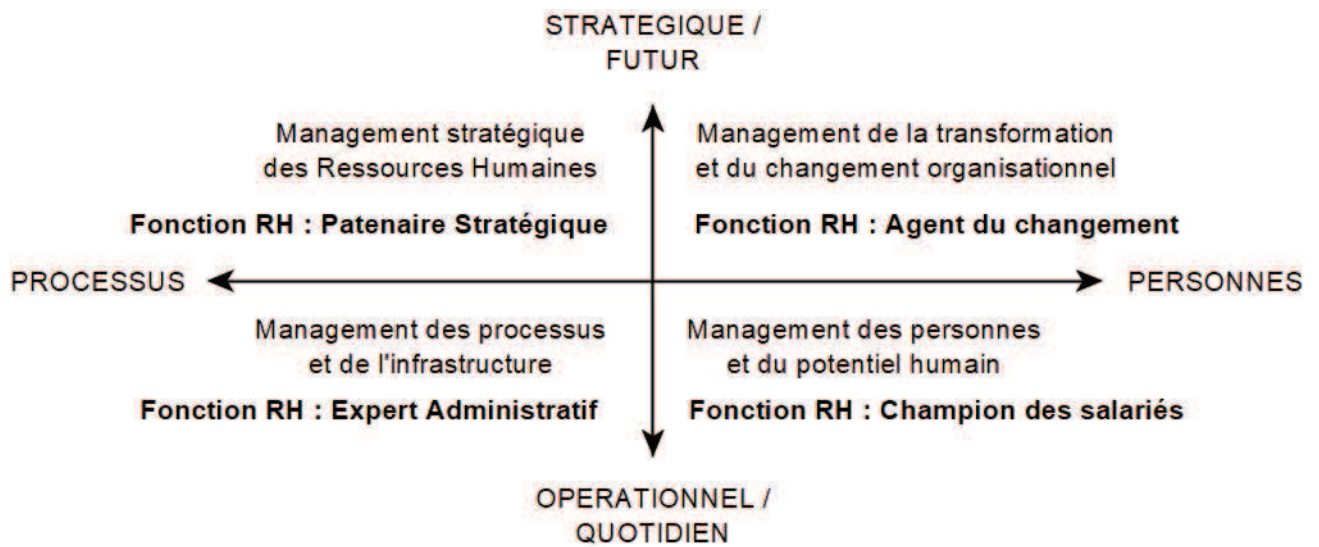 STRATEGIQUE /
FUTUR
Management stratégique
des Ressources Humaines
Fonction RH : Patenaire Stratégique
Management de la transformation
et du changement organisationnel
Fonction RH : Agent du changement
PROCESSUS
PERSONNES
Management des processus
et de l'infrastructure
Fonction RH : Expert Administratif
Management des personnes
et du potentiel humain
Fonction RH : Champion des salariés
OPERATIONNEL /
QUOTIDIEN